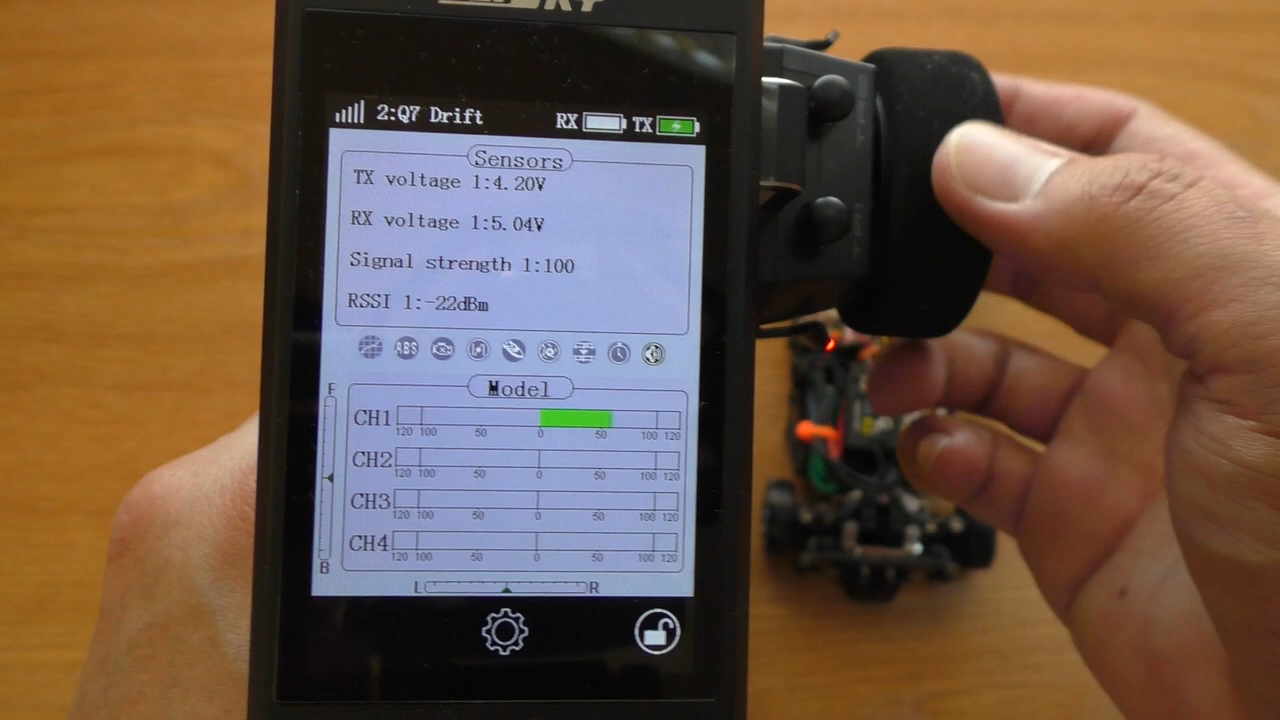 2:Q7 Drift RX TX
Sensors
TX voltage 1:4.20V
RX voltage 1:5.04V
Signal strength 1:100
RSSI 1:-22dBm
ABS
Model
F
CH1
120 100 50 0 50 100 120
CH2
120 100 50 0 50 100 120
CH3
120 100 50 0 50 100 120
CH4
120 100 50 0 50 100 120
B
L R